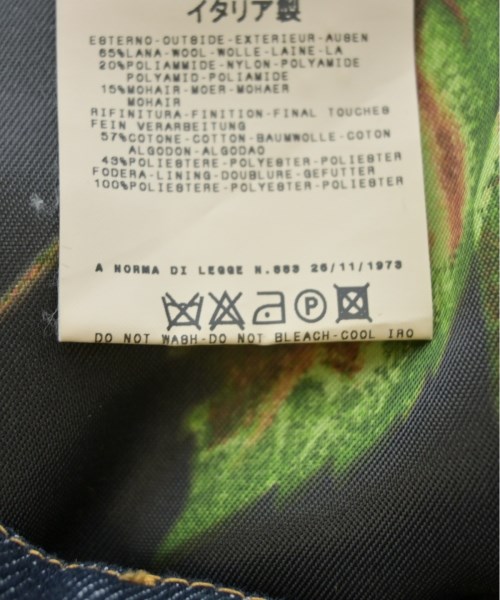 イタリア製
ESTERNO-OUTSIDE-EXTERIEUR-AUSEN
65%LANA-WOOL-WOLLE-LAINE-LA
20%POLIAMMIDE-NYLON-POLYAMIDE
POLYAMID-POLIAMIDE
15%MOHAIR-MOER-MOHAER
MOHAIR
RIFINITURA-FINITION-FINAL TOUCHES
FEIN VERARBEITUNG
57%COTONE-COTTON-BAUMWOLLE-COTON
ALGODON-ALGODAO
43%POLIESTERE-POLYESTER-POLIESTER
FODERA-LINING-DOUBLURE-GEFUTTER
100%POLIESTERE-POLYESTER-POLIESTER
A NORMA DI LEGGE N.883 26/11/1973
P
DO NOT WASH-DO NOT BLEACH-COOL IRO